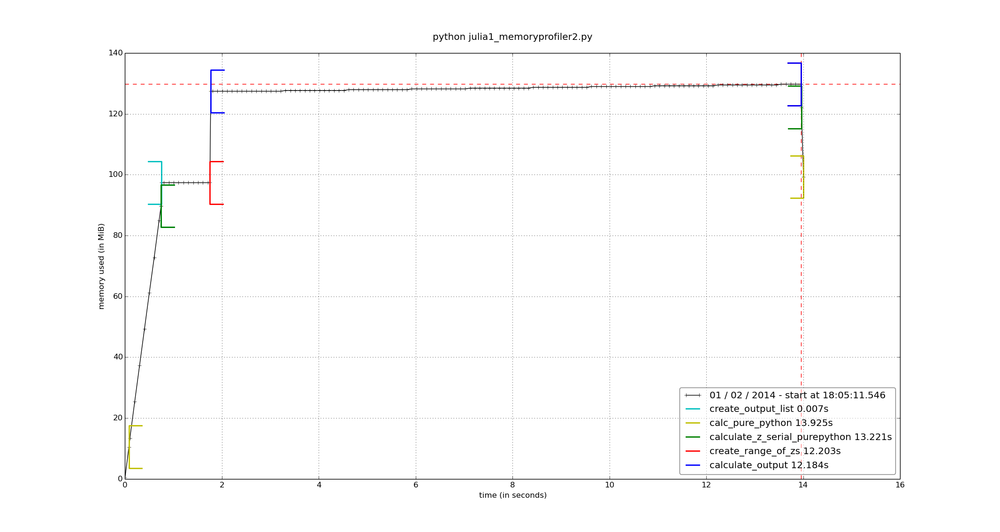 python julia1_memoryprofiler2.py
140
120
100
80
60
40
20
0
memory used (in MiB)
0 2 4 6 8 10 12 14 16
time (in seconds)
01 / 02 / 2014 - start at 18:05:11.546
create_output_list 0.007s
calc_pure_python 13.925s
calculate_z_serial_purepython 13.221s
create_range_of_zs 12.203s
calculate_output 12.184s